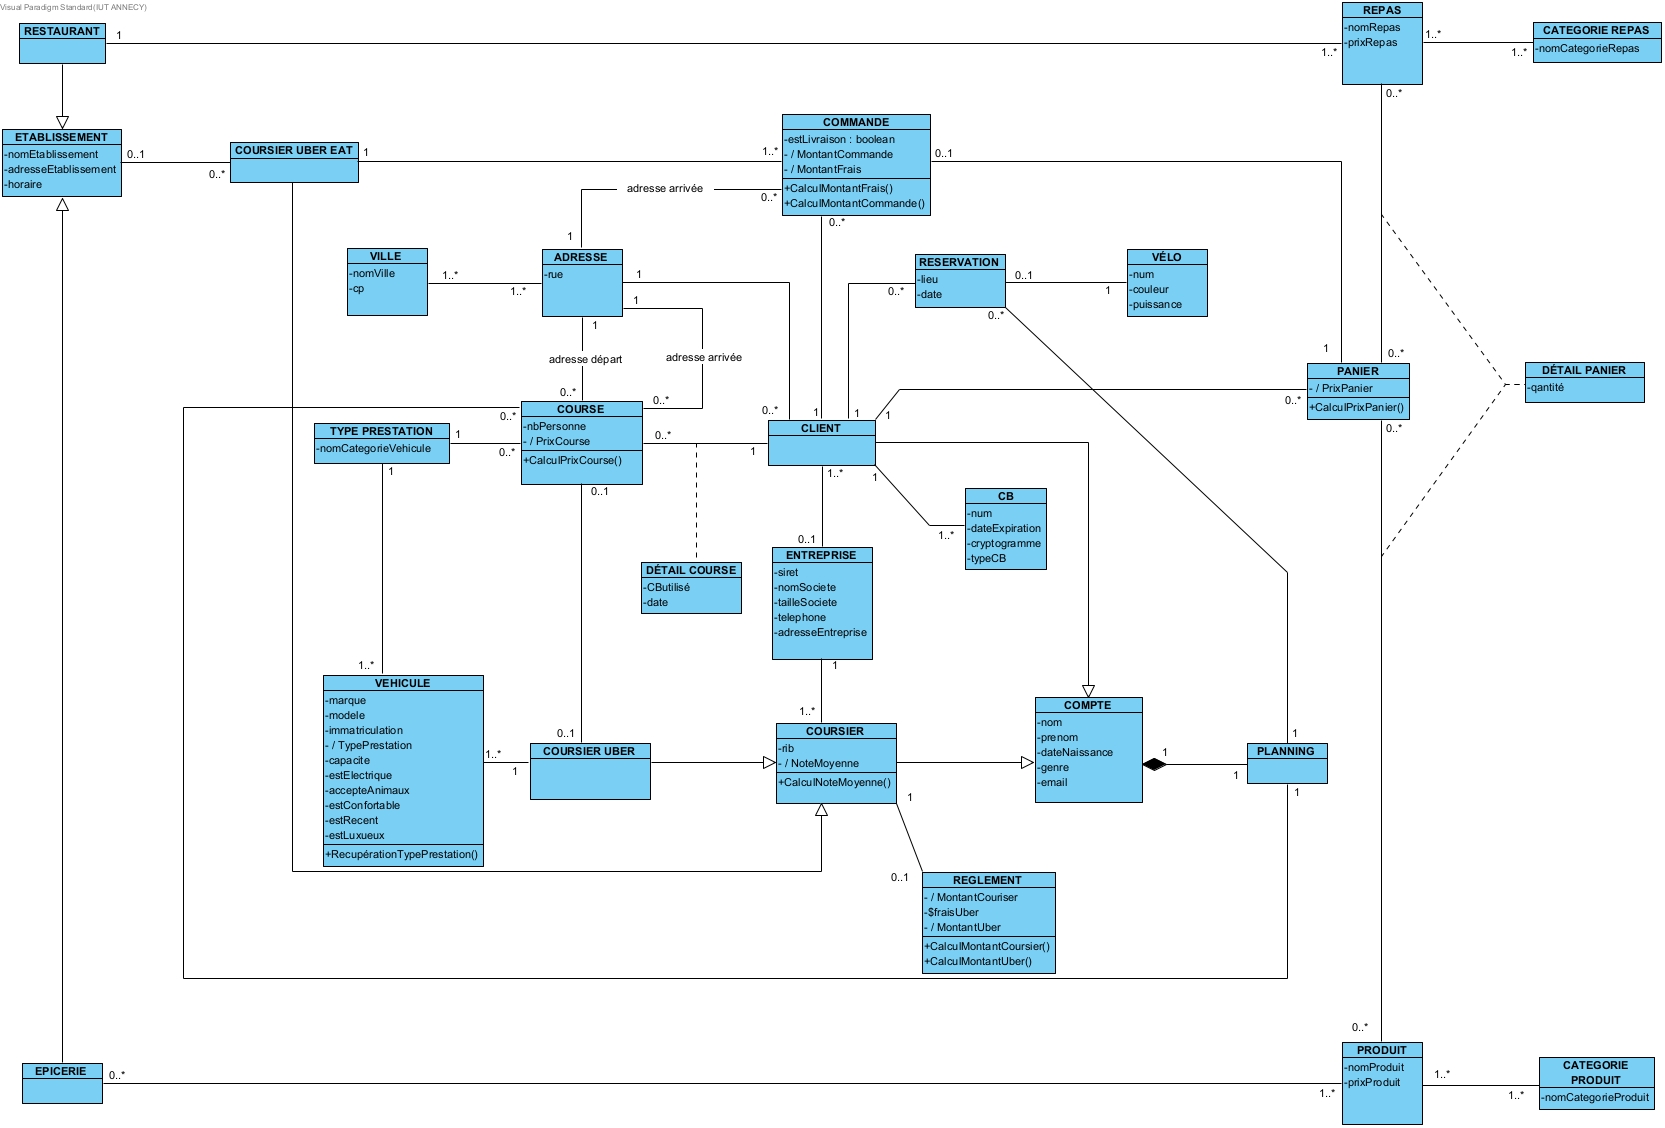 Visual Paradigm Standard(IUT ANNECY)
RESTAURANT
1
1..*
REPAS
-nomRepas
-prixRepas
1..*
1..*
0..*
CATEGORIE REPAS
-nomCategorieRepas
ETABLISSEMENT
-nomEtablissement
-adresseEtablissement
-horaire
0..1
0..*
COURSIER UBER EAT
1
1..*
COMMANDE
-estLivraison : boolean
- / MontantCommande
- / MontantFrais
+CalculMontantFrais()
+CalculMontantCommande()
0..1
0..*
0..*
adresse arrivée
1
VILLE
-nomVille
-cp
1..*
1..*
ADRESSE
-rue
1
1
1
adresse départ
adresse arrivée
0..*
0..*
RESERVATION
-lieu
-date
0..*
0..1
1
0..*
VÉLO
-num
-couleur
-puissance
1
0..*
PANIER
- / PrixPanier
+CalculPrixPanier()
0..*
0..*
DÉTAIL PANIER
-qantité
COURSE
-nbPersonne
- / PrixCourse
+CalculPrixCourse()
0..*
0..*
0..*
0..1
TYPE PRESTATION
-nomCategorieVehicule
1
1
CLIENT
0..*
1
1
1
1
1
1..*
CB
-num
-dateExpiration
-cryptogramme
-typeCB
1..*
0..1
ENTREPRISE
-siret
-nomSociete
-tailleSociete
-telephone
-adresseEntreprise
1
DÉTAIL COURSE
-CButilisé
-date
1..*
VEHICULE
-marque
-modele
-immatriculation
- / TypePrestation
-capacite
-estElectrique
-accepteAnimaux
-estConfortable
-estRecent
-estLuxueux
+RecupérationTypePrestation()
1..*
1
0..1
COURSIER UBER
1..*
COURSIER
-rib
- / NoteMoyenne
+CalculNoteMoyenne()
1
COMPTE
-nom
-prenom
-dateNaissance
-genre
-email
1
1
1
PLANNING
1
0..1
REGLEMENT
- / MontantCouriser
-$fraisUber
- / MontantUber
+CalculMontantCoursier()
+CalculMontantUber()
EPICERIE
0..*
1..*
0..*
PRODUIT
-nomProduit
-prixProduit
1..*
1..*
CATEGORIE
PRODUIT
-nomCategorieProduit